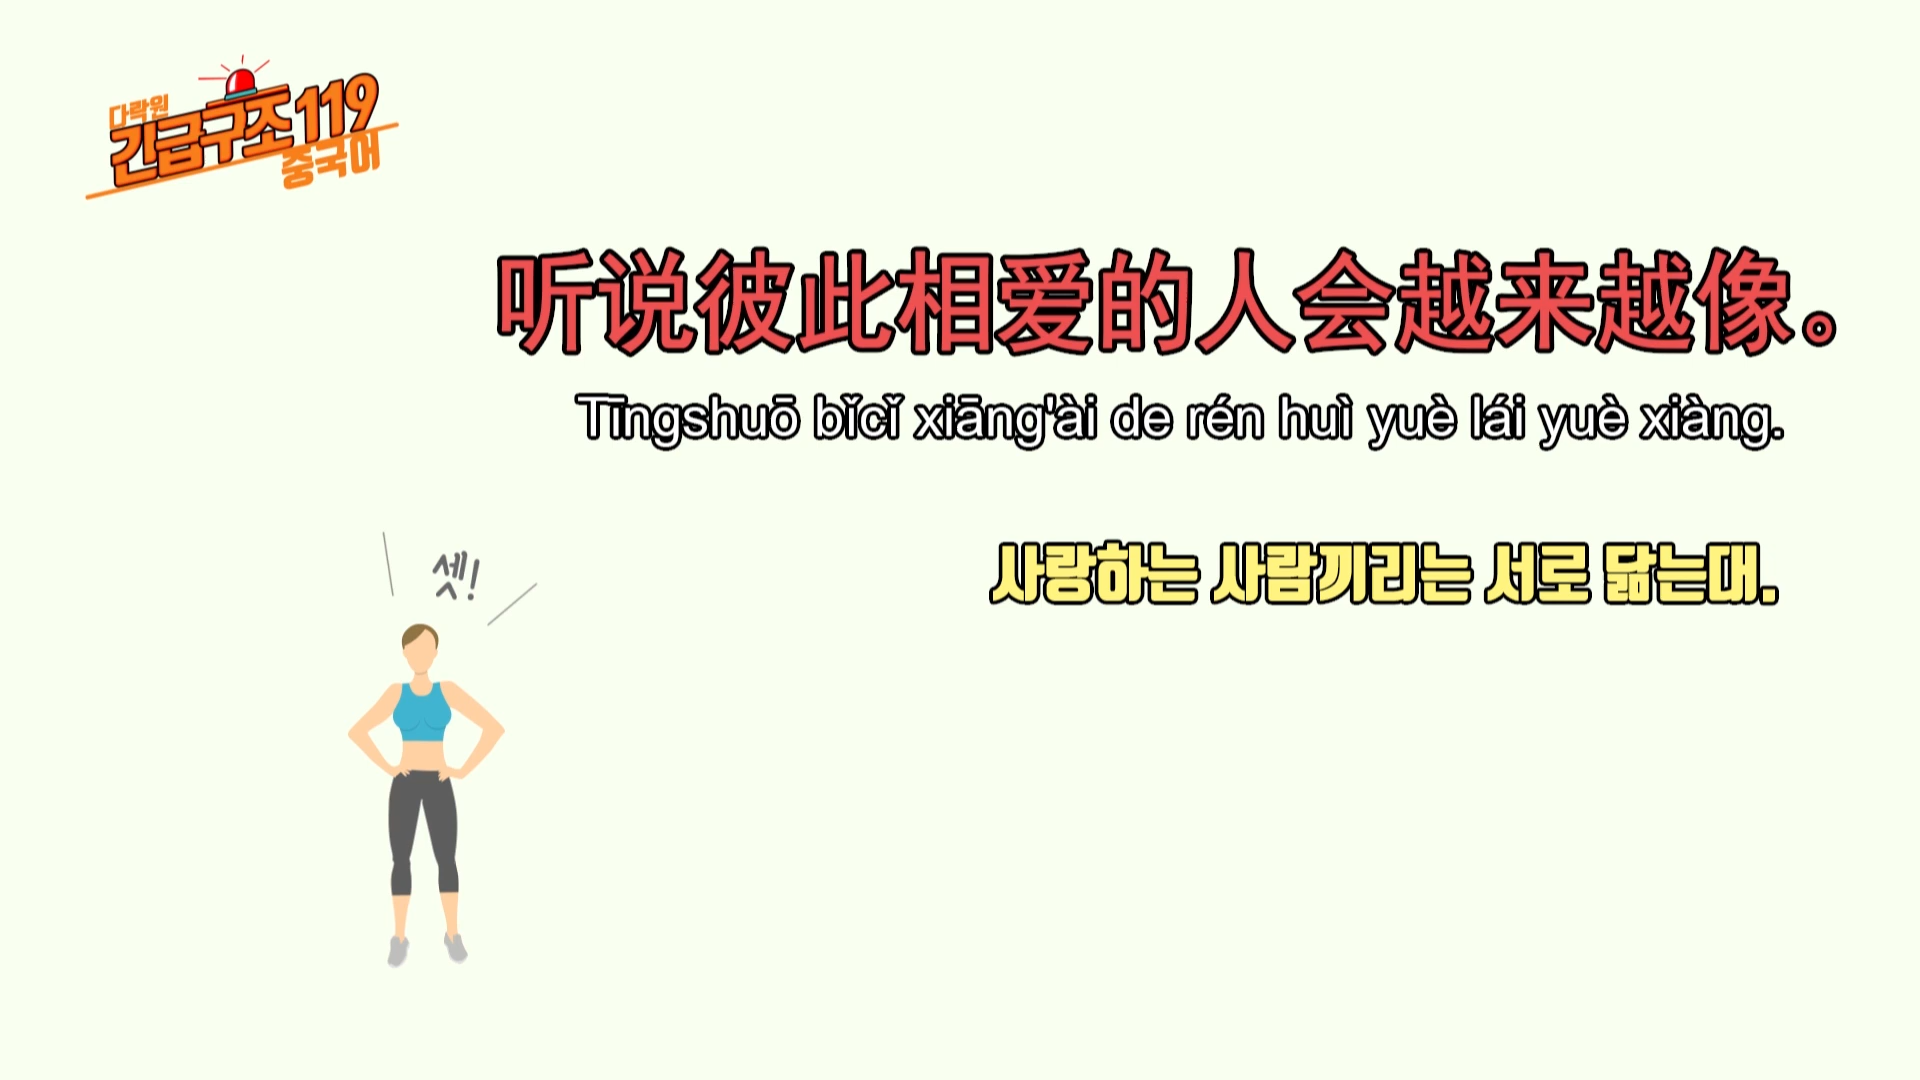 다락원
긴급구조119
중국어
听说彼此相爱的人会越来越像。
Tīngshuō bǐcǐ xiāng'ài de rén huì yuè lái yuè xiàng.
사랑하는 사람끼리는 서로 닮는대.
셋!